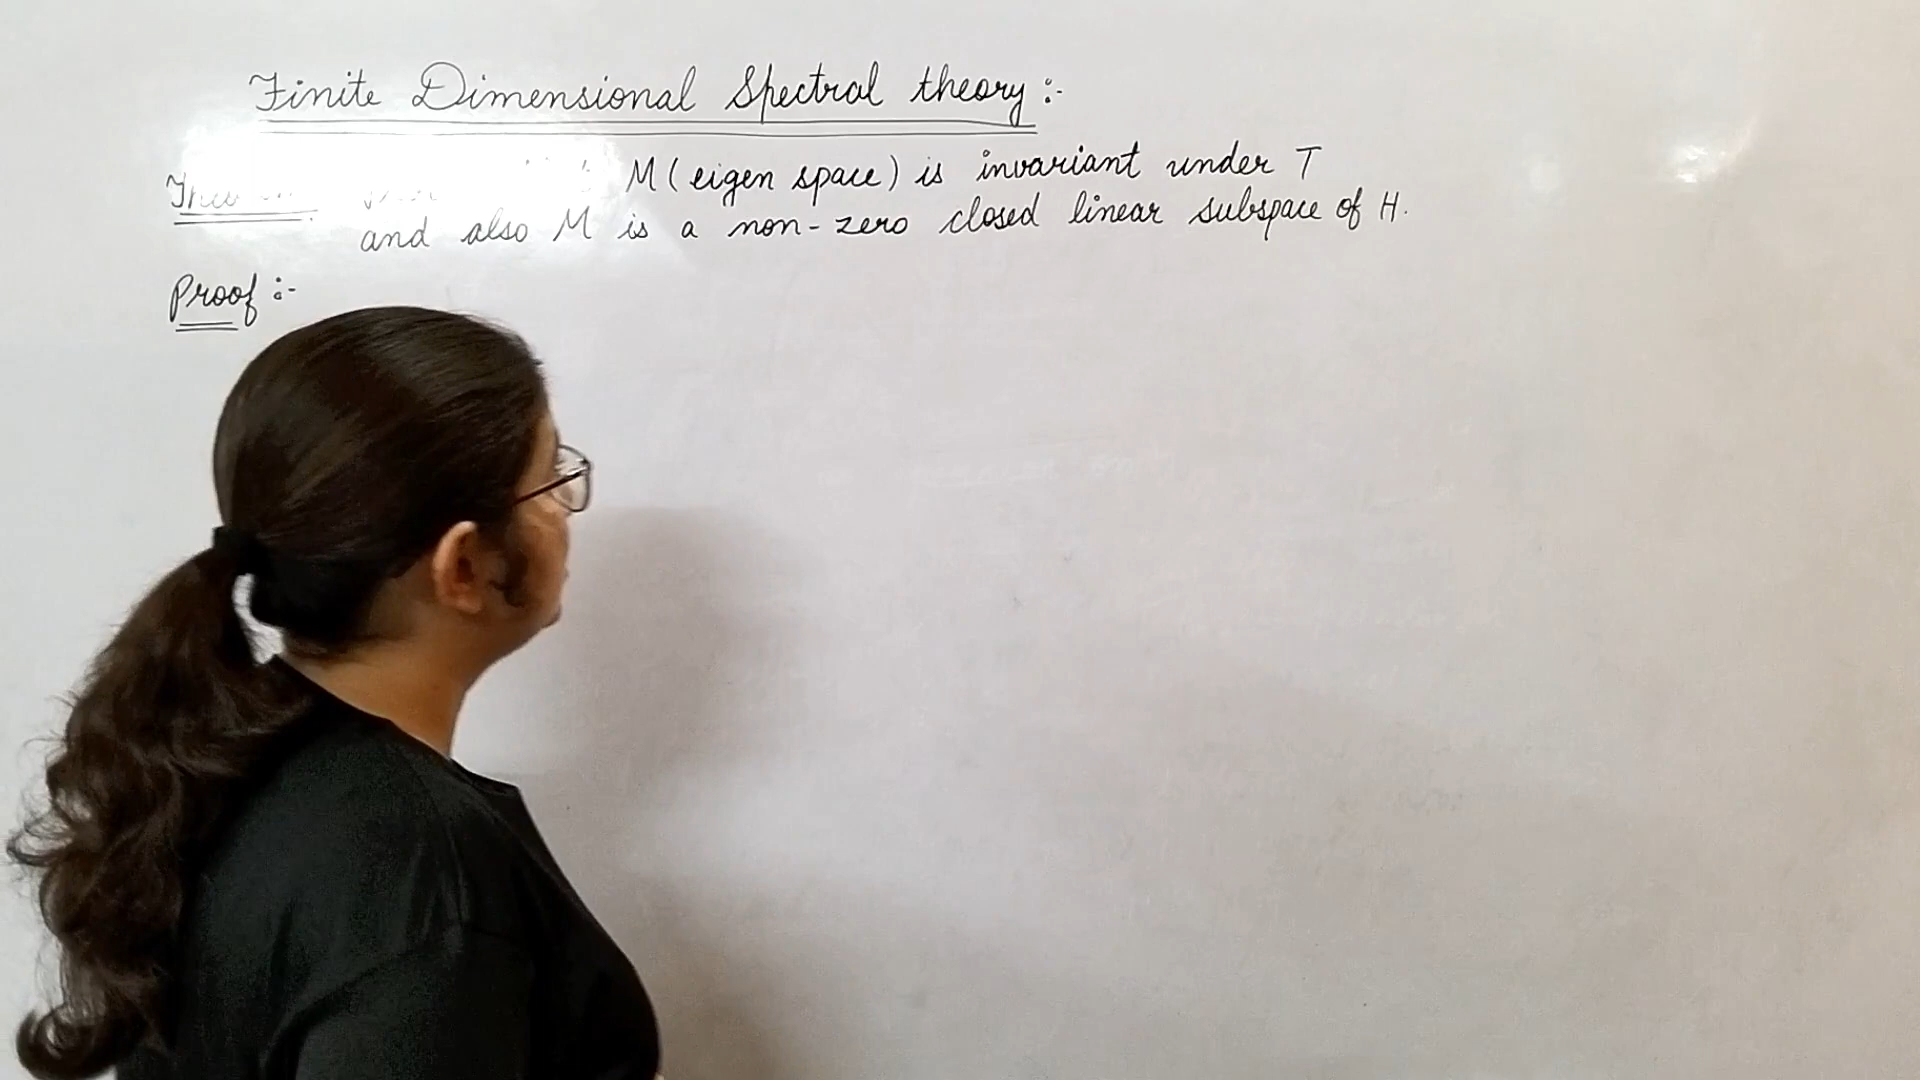 Finite Dimensional Spectral theory :-
M (eigen space) is invariant under T
and also M is a non-zero closed linear subspace of H.
Proof :-